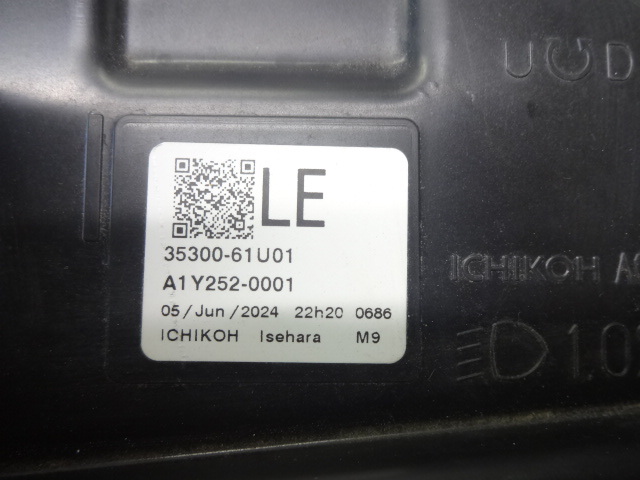 LE
35300-61U01
A1Y252-0001
05/Jun/2024 22h20 0686
ICHIKOH Isehara M9
ICHIKOH